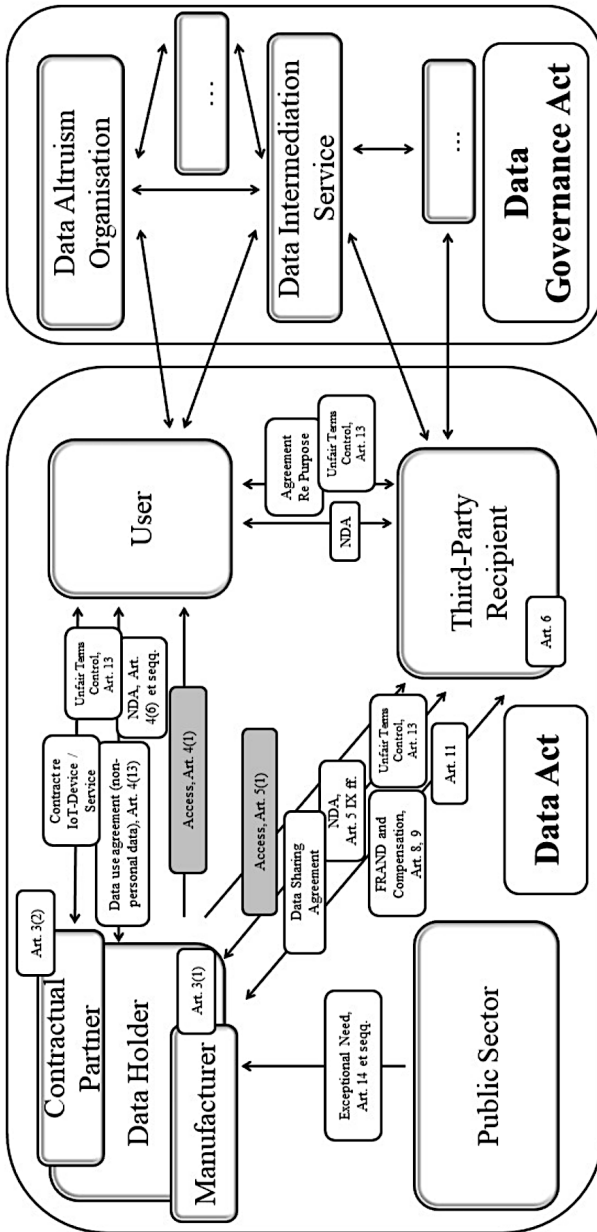 Contractual
Partner
Art. 3(2)
Data Holder
Manufacturer
Art. 3(1)
Contract re
IoT-Device /
Service
Unfair Terms
Control,
Art. 13
Data use agreement (non-
personal data), Art. 4(13)
NDA, Art.
4(6) et seqq.
Access, Art. 4(1)
User
Access, Art. 5(1)
Data Sharing
Agreement
NDA,
Art. 5 IX ff.
FRAND and
Compensation,
Art. 8, 9
Unfair Terms
Control,
Art. 13
Art. 11
NDA
Agreement
Re Purpose
Unfair Terms
Control,
Art. 13
Exceptional Need,
Art. 14 et seqq.
Public Sector
Third-Party
Recipient
Art. 6
Data Act
Data Altruism
Organisation
...
Data Intermediation
Service
...
Data
Governance Act